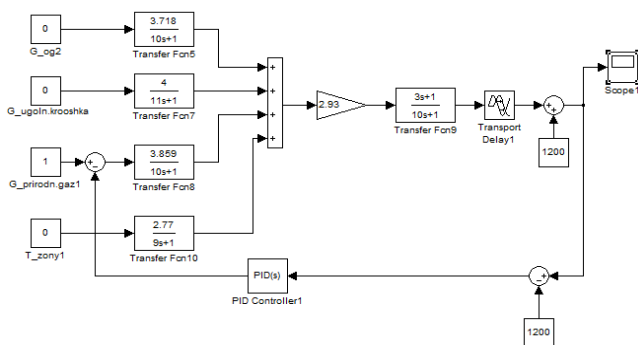 0
G_og2
3.718
10s+1
Transfer Fcn5
0
G_ugoln.krooshka
4
11s+1
Transfer Fcn7
1
G_prirodn.gaz1
+
−
3.859
10s+1
Transfer Fcn8
0
T_zony1
2.77
9s+1
Transfer Fcn10
+
+
+
+
2.93
3s+1
10s+1
Transfer Fcn9
Transport
Delay1
+
+
1200
Scope1
PID(s)
PID Controller1
−
+
1200